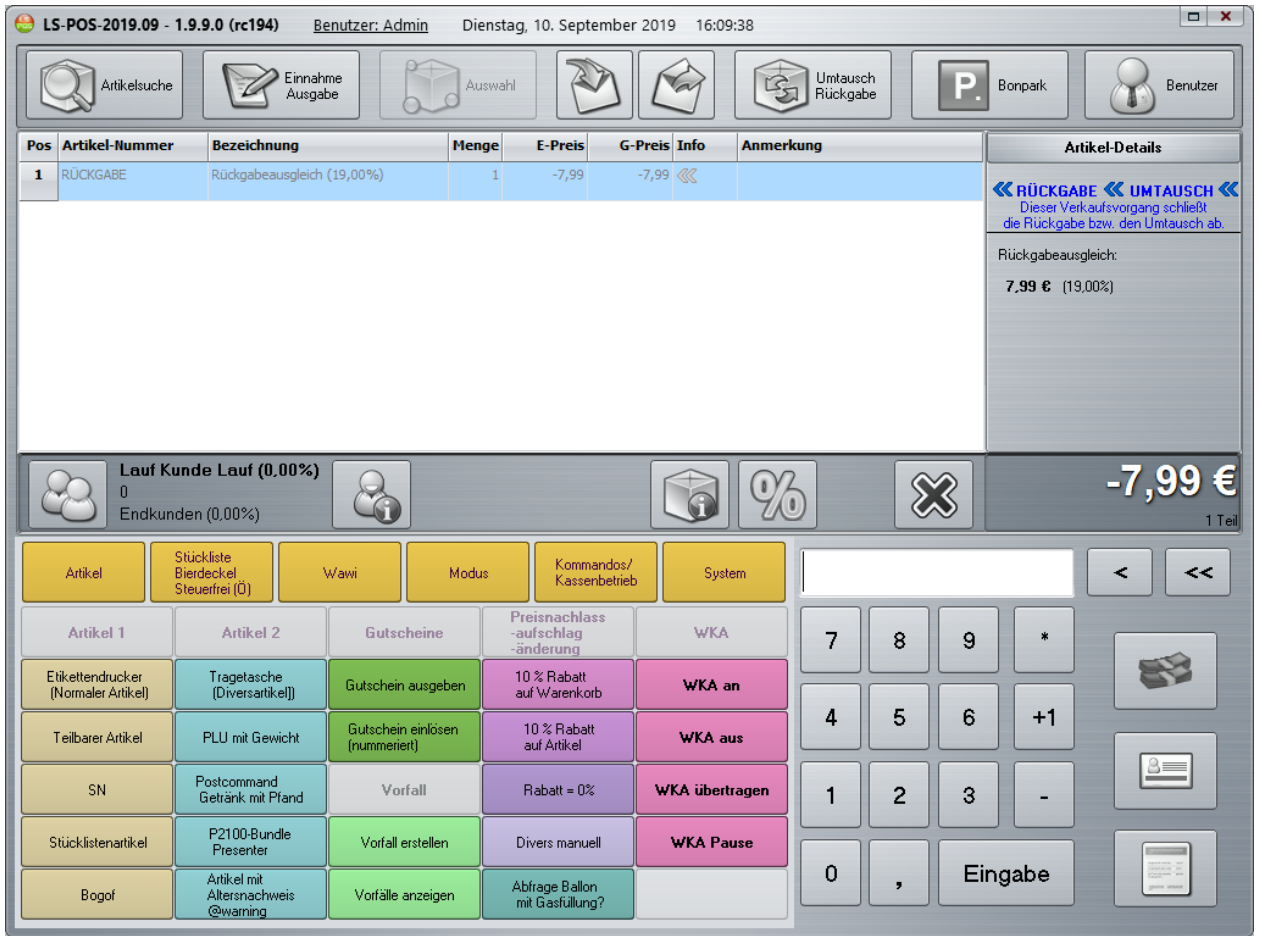 LS-POS-2019.09 - 1.9.9.0 (rc194) Benutzer: Admin Dienstag, 10. September 2019 16:09:38
Artikelsuche
Einnahme
Ausgabe
Auswahl
Umtausch
Rückgabe
P.
Bonpark
Benutzer
Pos Artikel-Nummer Bezeichnung Menge E-Preis G-Preis Info Anmerkung
1 RÜCKGABE Rückgabeausgleich (19,00%) 1 -7,99 -7,99
Artikel-Details
RÜCKGABE UMTAUSCH
Dieser Verkaufsvorgang schließt
die Rückgabe bzw. den Umtausch ab.
Rückgabeausgleich:
7,99 € (19,00%)
Lauf Kunde Lauf (0,00%)
0
Endkunden (0,00%)
%
-7,99 €
1 Teil
Artikel
Stückliste
Bierdeckel
Steuerfrei (Ö)
Wawi
Modus
Kommandos/
Kassenbetrieb
System
Artikel 1
Artikel 2
Gutscheine
Preisnachlass
-aufschlag
-änderung
WKA
Etikettendrucker
(Normaler Artikel)
Tragetasche
(Diversartikel])
Gutschein ausgeben
10 % Rabatt
auf Warenkorb
WKA an
Teilbarer Artikel
PLU mit Gewicht
Gutschein einlösen
(nummeriert)
10 % Rabatt
auf Artikel
WKA aus
SN
Postcommand
Getränk mit Pfand
Vorfall
Rabatt = 0%
WKA übertragen
Stücklistenartikel
P2100-Bundle
Presenter
Vorfall erstellen
Divers manuell
WKA Pause
Bogof
Artikel mit
Altersnachweis
@warning
Vorfälle anzeigen
Abfrage Ballon
mit Gasfüllung?
< <<
7 8 9 *
4 5 6 +1
1 2 3 -
0 , Eingabe